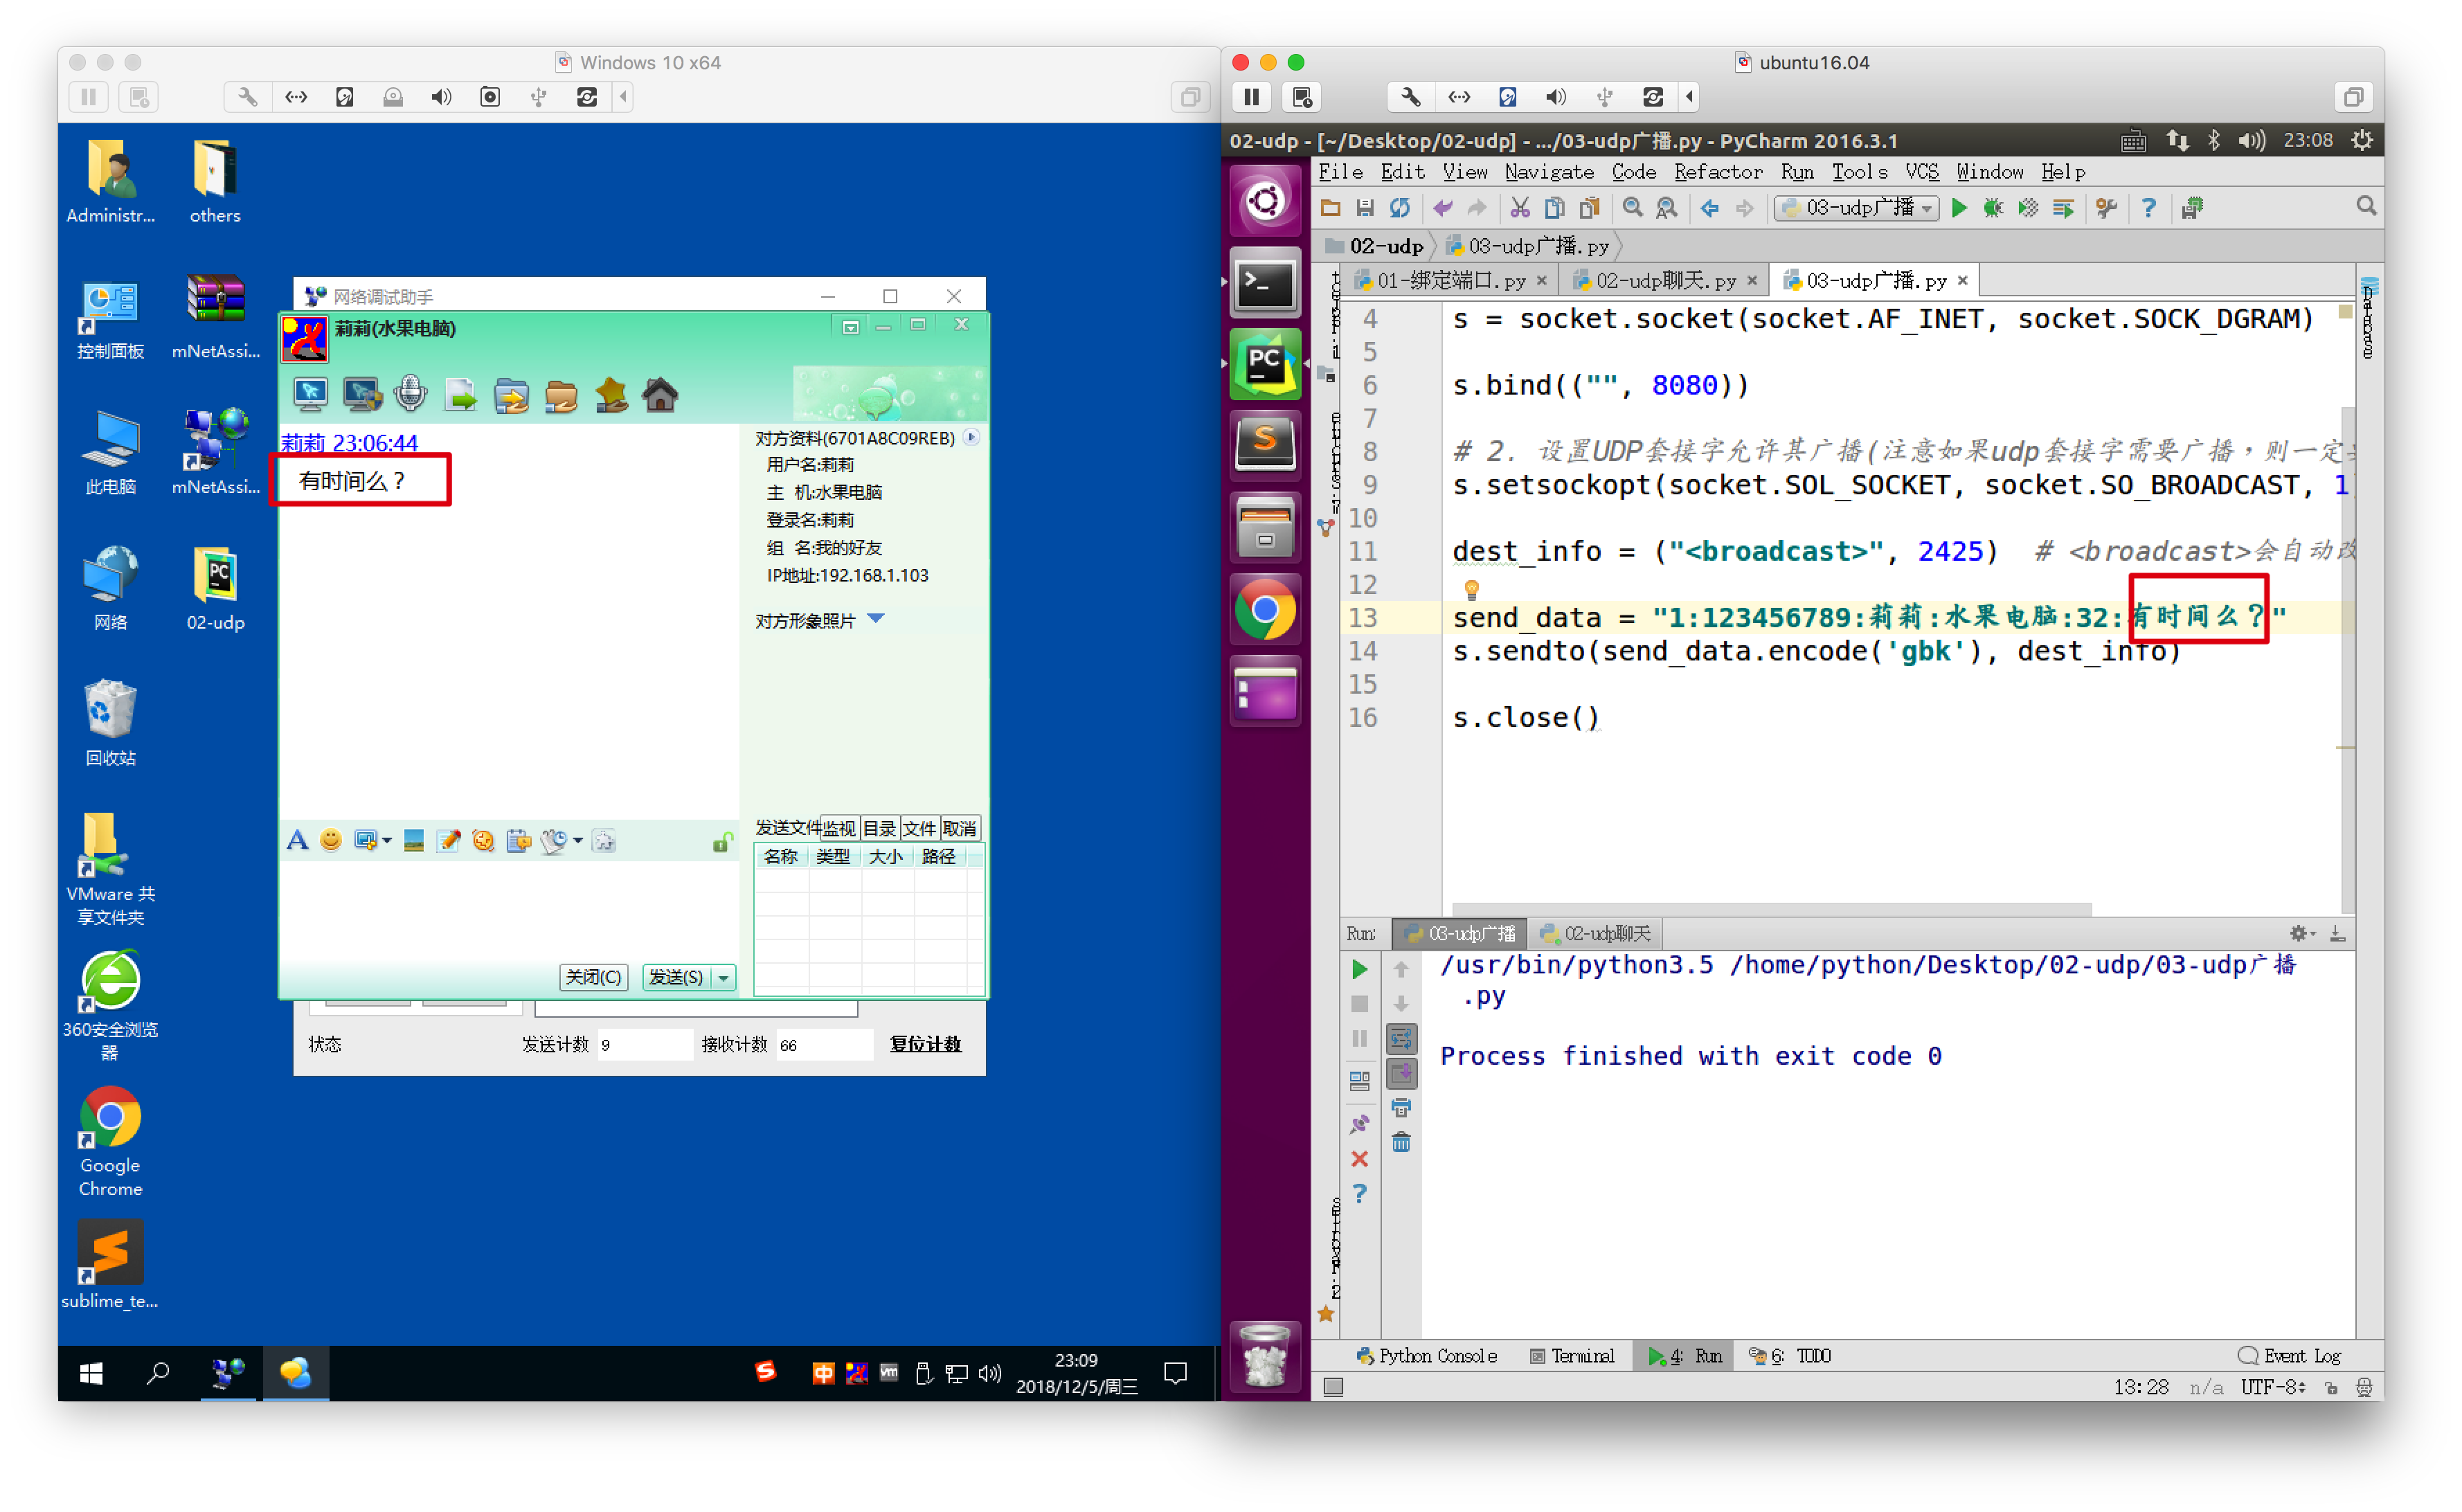 Windows 10 x64
Administr...
others
控制面板
mNetAssi...
此电脑
mNetAssi...
网络
02-udp
回收站
VMware 共
享文件夹
360安全浏览
器
Google
Chrome
sublime_te...
网络调试助手
莉莉(水果电脑)
莉莉 23:06:44
有时间么？
对方资料(6701A8C09REB)
用户名:莉莉
主 机:水果电脑
登录名:莉莉
组 名:我的好友
IP地址:192.168.1.103
对方形象照片
发送文件 监视 目录 文件 取消
名称 类型 大小 路径
关闭(C) 发送(S)
状态 发送计数 9 接收计数 66 复位计数
中
vm
23:09
2018/12/5/周三
ubuntu16.04
02-udp - [~/Desktop/02-udp] - .../03-udp广播.py - PyCharm 2016.3.1
23:08
File Edit View Navigate Code Refactor Run Tools VCS Window Help
03-udp广播
02-udp 03-udp广播.py
01-绑定端口.py 02-udp聊天.py 03-udp广播.py
4 s = socket.socket(socket.AF_INET, socket.SOCK_DGRAM)
5
6 s.bind(("", 8080))
7
8 # 2. 设置UDP套接字允许其广播(注意如果udp套接字需要广播，则一定
9 s.setsockopt(socket.SOL_SOCKET, socket.SO_BROADCAST, 1
10
11 dest_info = ("<broadcast>", 2425) # <broadcast>会自动改
12
13 send_data = "1:123456789:莉莉:水果电脑:32:有时间么？"
14 s.sendto(send_data.encode('gbk'), dest_info)
15
16 s.close()
Run: 03-udp广播 02-udp聊天
/usr/bin/python3.5 /home/python/Desktop/02-udp/03-udp广播
.py
Process finished with exit code 0
Python Console Terminal 4: Run 6: TODO Event Log
13:28 n/a UTF-8